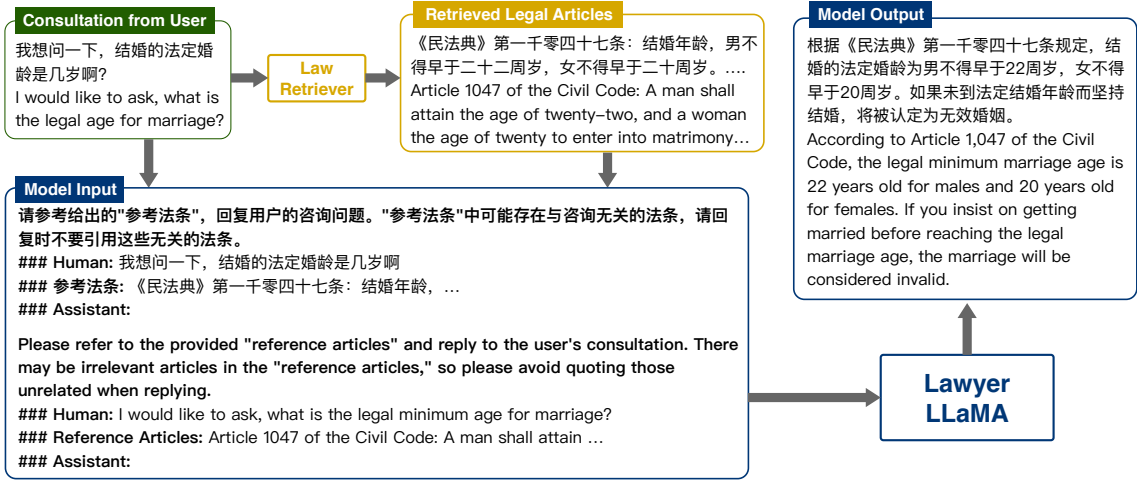 Consultation from User
我想问一下，结婚的法定婚
龄是几岁啊?
I would like to ask, what is
the legal age for marriage?
Law
Retriever
Retrieved Legal Articles
《民法典》第一千零四十七条：结婚年龄，男不
得早于二十二周岁，女不得早于二十周岁。....
Article 1047 of the Civil Code: A man shall
attain the age of twenty-two, and a woman
the age of twenty to enter into matrimony...
Model Input
请参考给出的"参考法条"，回复用户的咨询问题。"参考法条"中可能存在与咨询无关的法条，请回
复时不要引用这些无关的法条。
### Human: 我想问一下，结婚的法定婚龄是几岁啊
### 参考法条: 《民法典》第一千零四十七条：结婚年龄，...
### Assistant:
Please refer to the provided "reference articles" and reply to the user's consultation. There
may be irrelevant articles in the "reference articles," so please avoid quoting those
unrelated when replying.
### Human: I would like to ask, what is the legal minimum age for marriage?
### Reference Articles: Article 1047 of the Civil Code: A man shall attain ...
### Assistant:
Lawyer
LLaMA
Model Output
根据《民法典》第一千零四十七条规定，结
婚的法定婚龄为男不得早于22周岁，女不得
早于20周岁。如果未到法定结婚年龄而坚持
结婚，将被认定为无效婚姻。
According to Article 1,047 of the Civil
Code, the legal minimum marriage age is
22 years old for males and 20 years old
for females. If you insist on getting
married before reaching the legal
marriage age, the marriage will be
considered invalid.